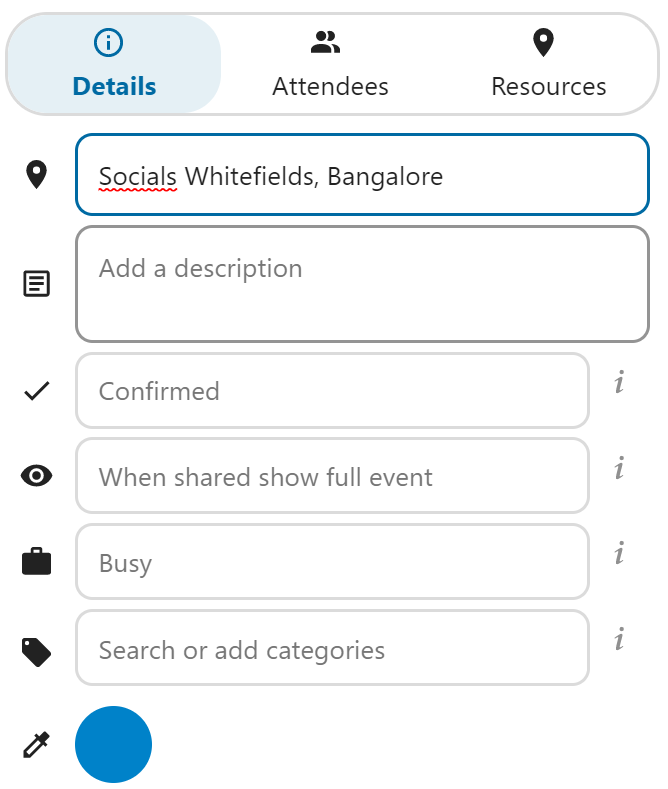 Details
Attendees
Resources
Socials Whitefields, Bangalore
Add a description
Confirmed
i
When shared show full event
i
Busy
i
Search or add categories
i